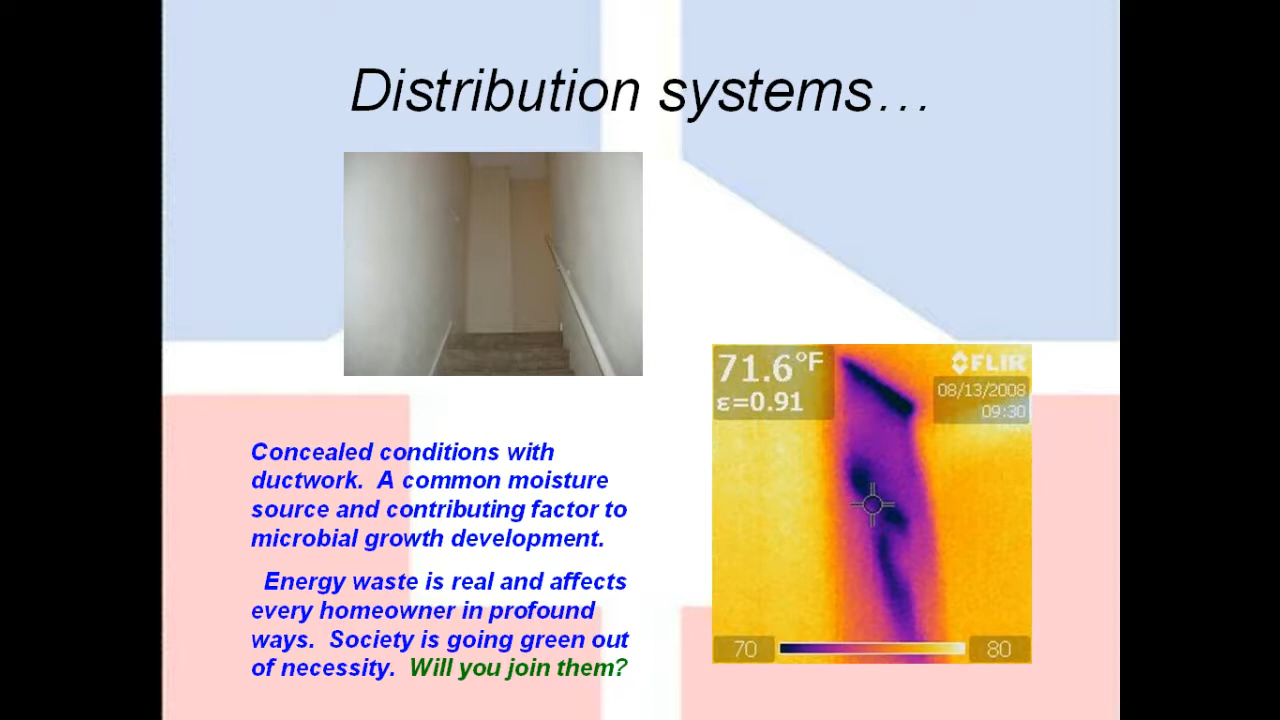 Distribution systems…
71.6°F
ε=0.91
FLIR
08/13/2008
09:30
Concealed conditions with
ductwork. A common moisture
source and contributing factor to
microbial growth development.
Energy waste is real and affects
every homeowner in profound
ways. Society is going green out
of necessity. Will you join them?
70
80